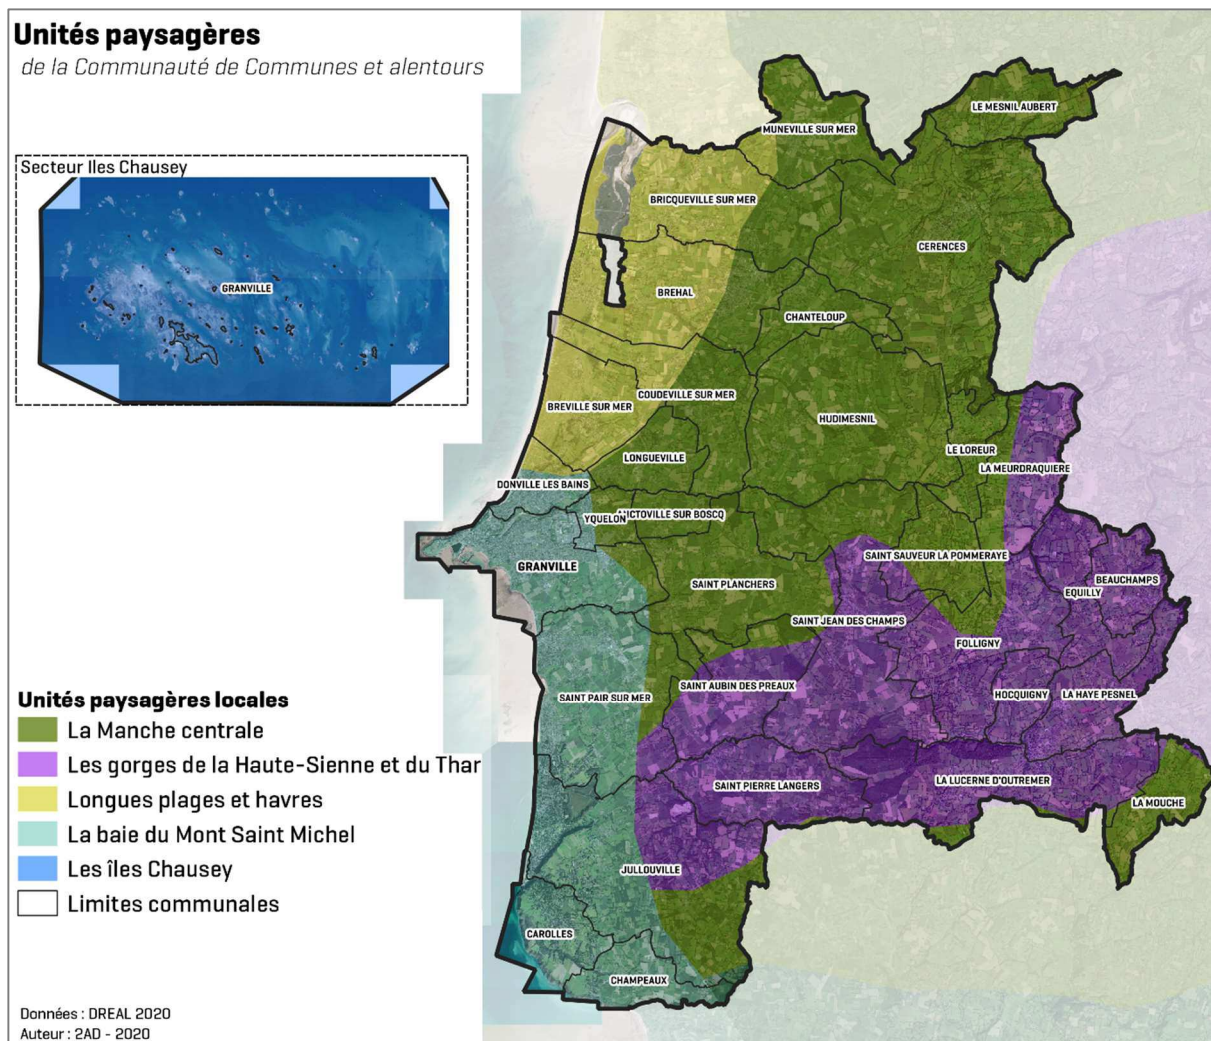 Unités paysagères
de la Communauté de Communes et alentours
Secteur Iles Chausey
GRANVILLE
LE MESNIL AUBERT
MUNEVILLE SUR MER
BRICQUEVILLE SUR MER
CERENCES
BREHAL
CHANTELOUP
COUDEVILLE SUR MER
BREVILLE SUR MER
HUDIMESNIL
LE LOREUR
LONGUEVILLE
LA MEURDRAQUIERE
DONVILLE LES BAINS
YQUELON
SUR BOSCQ
SAINT SAUVEUR LA POMMERAYE
GRANVILLE
SAINT PLANCHERS
BEAUCHAMPS
EQUILLY
SAINT JEAN DES CHAMPS
FOLLIGNY
SAINT AUBIN DES PREAUX
SAINT PAIR SUR MER
HOCQUIGNY
LA HAYE PESNEL
SAINT PIERRE LANGERS
LA LUCERNE D'OUTREMER
LA MOUCHE
JULLOUVILLE
CAROLLES
CHAMPEAUX
Unités paysagères locales
La Manche centrale
Les gorges de la Haute-Sienne et du Thar
Longues plages et havres
La baie du Mont Saint Michel
Les îles Chausey
Limites communales
Données : DREAL 2020
Auteur : 2AD - 2020